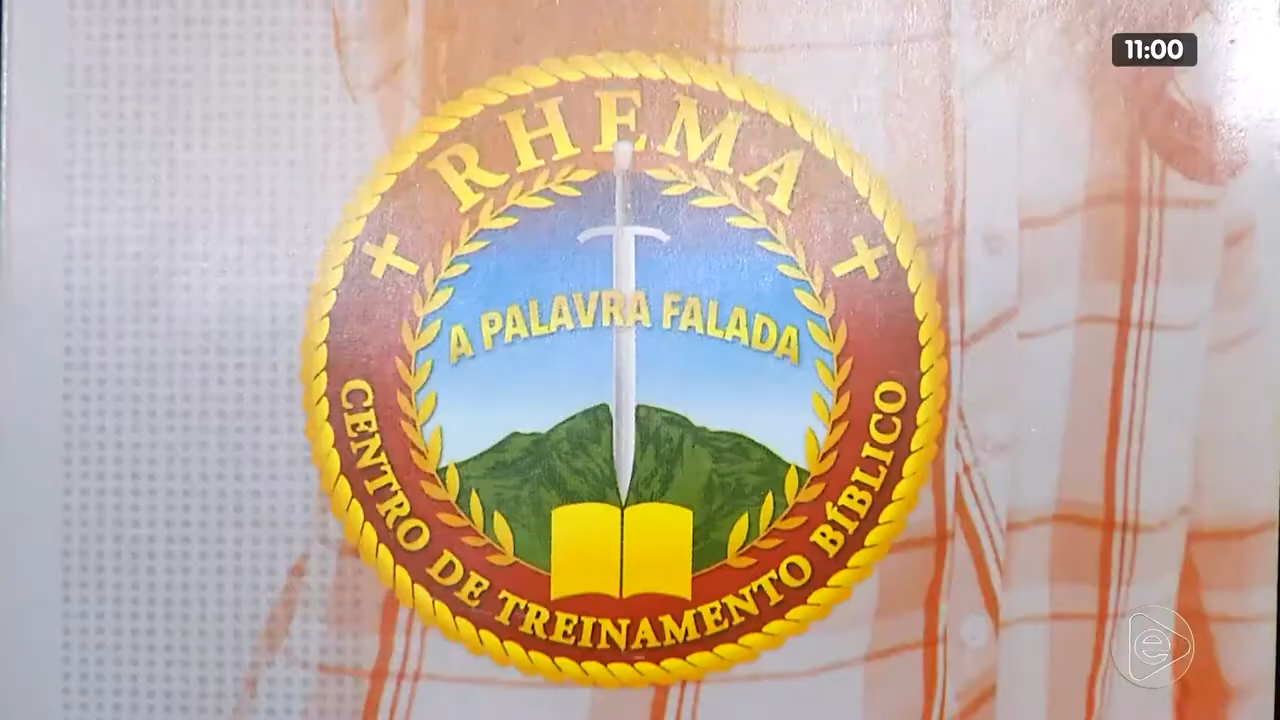 11:00
RHEMA
A PALAVRA FALADA
CENTRO DE TREINAMENTO BÍBLICO
e